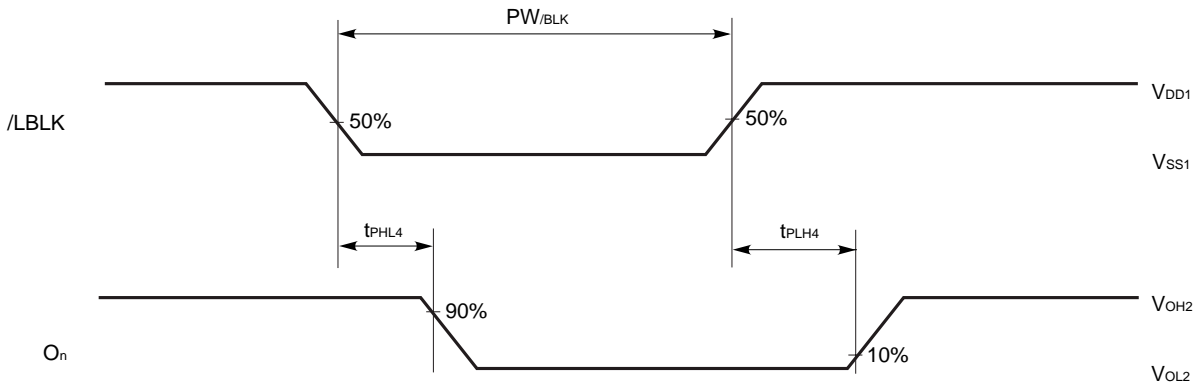 PW/BLK
/LBLK
50%
50%
VDD1
VSS1
tPHL4
tPLH4
On
90%
10%
VOH2
VOL2